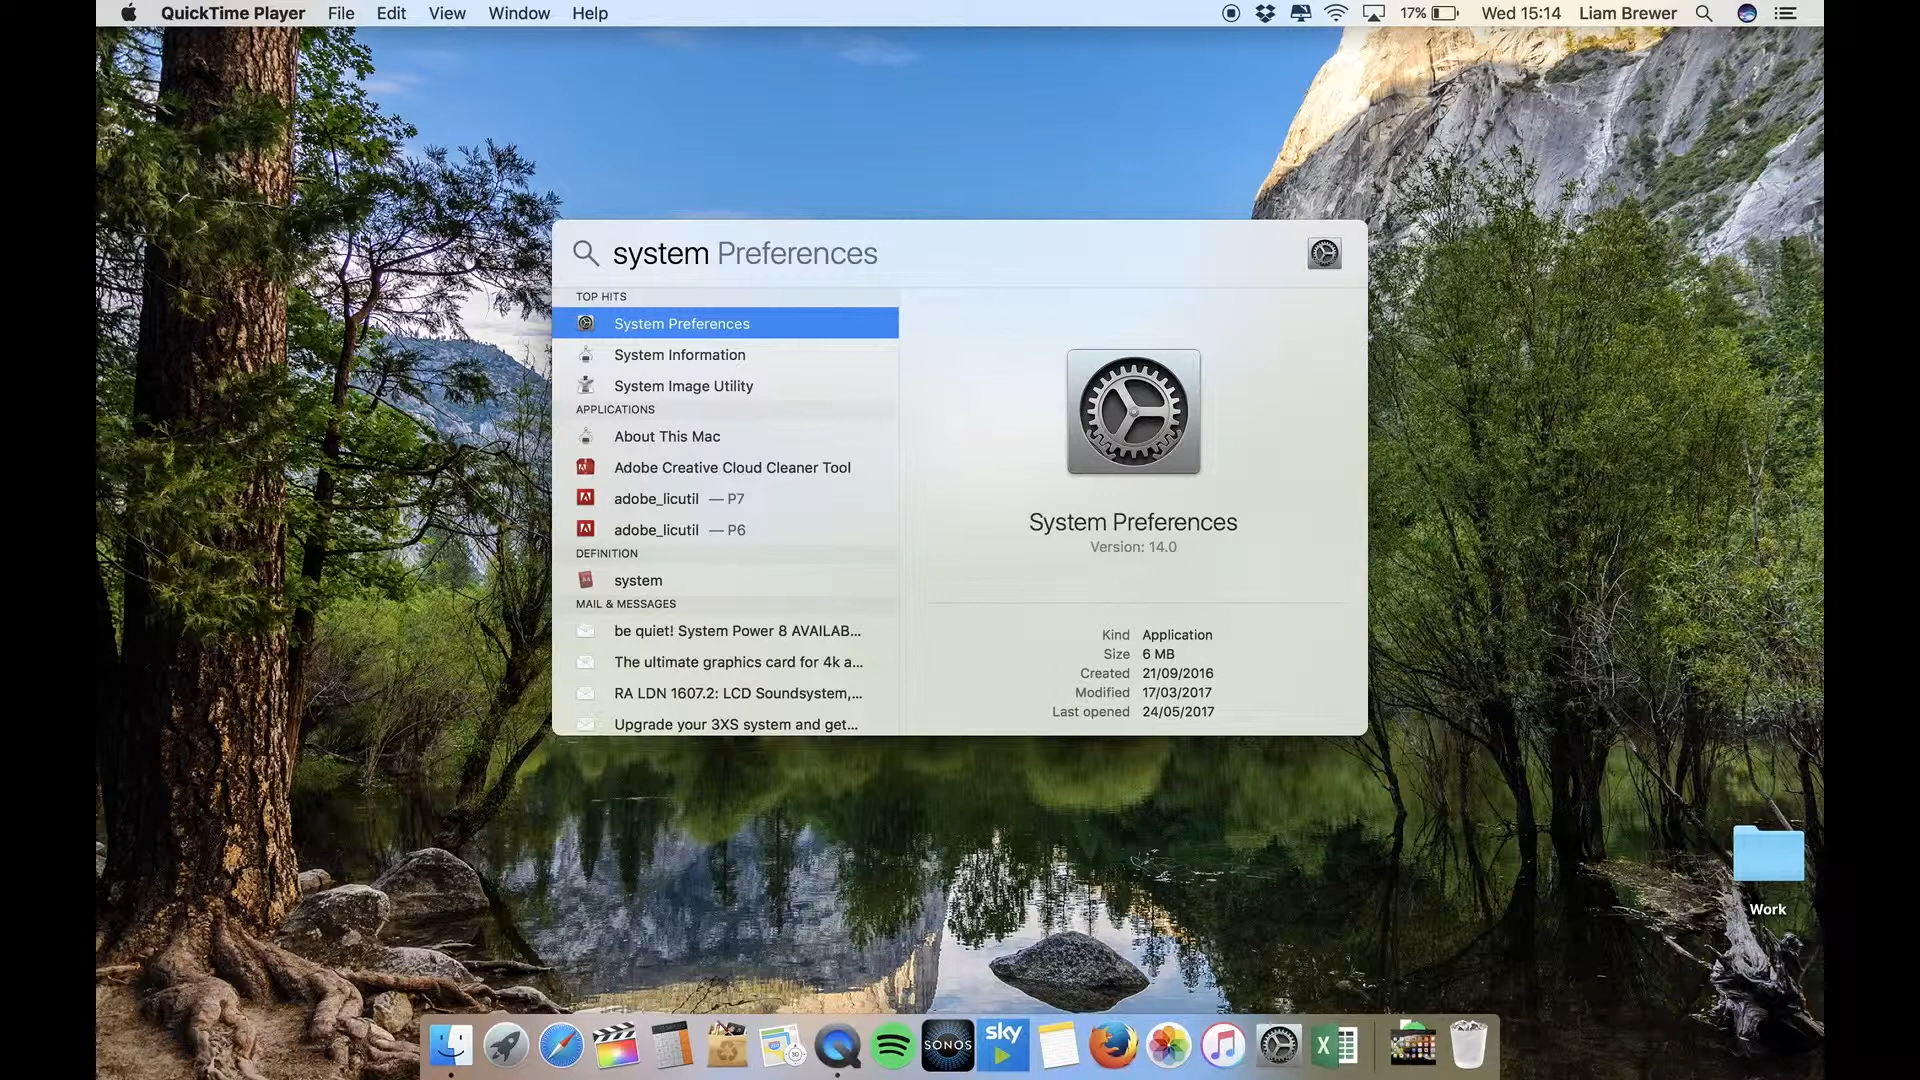 QuickTime Player File Edit View Window Help 17% Wed 15:14 Liam Brewer
system Preferences
TOP HITS
System Preferences
System Information
System Image Utility
APPLICATIONS
About This Mac
Adobe Creative Cloud Cleaner Tool
adobe_licutil — P7
adobe_licutil — P6
DEFINITION
system
MAIL & MESSAGES
be quiet! System Power 8 AVAILAB...
The ultimate graphics card for 4k a...
RA LDN 1607.2: LCD Soundsystem,...
Upgrade your 3XS system and get...
System Preferences
Version: 14.0
Kind Application
Size 6 MB
Created 21/09/2016
Modified 17/03/2017
Last opened 24/05/2017
Work
SONOS
sky
X